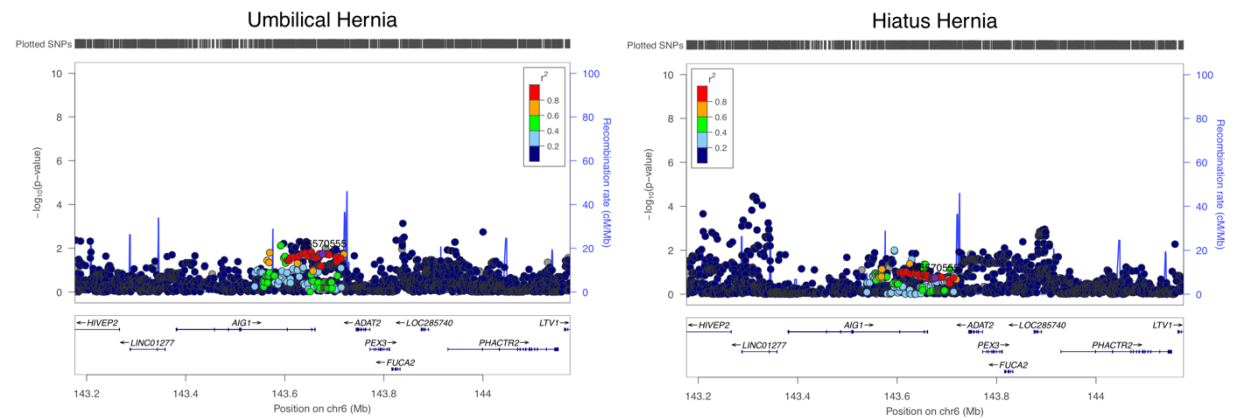 Umbilical Hernia
Plotted SNPs
10
8
6
4
2
0
− log10(p−value)
r2
0.8
0.6
0.4
0.2
100
80
60
40
20
0
Recombination rate (cM/Mb)
←HIVEP2
AIG1→
←ADAT2
←LOC285740
LTV1→
←LINC01277
PEX3→
PHACTR2→
←FUCA2
143.2
143.4
143.6
143.8
144
Position on chr6 (Mb)
Hiatus Hernia
Plotted SNPs
10
8
6
4
2
0
− log10(p−value)
r2
0.8
0.6
0.4
0.2
100
80
60
40
20
0
Recombination rate (cM/Mb)
←HIVEP2
AIG1→
←ADAT2
←LOC285740
LTV1→
←LINC01277
PEX3→
PHACTR2→
←FUCA2
143.2
143.4
143.6
143.8
144
Position on chr6 (Mb)